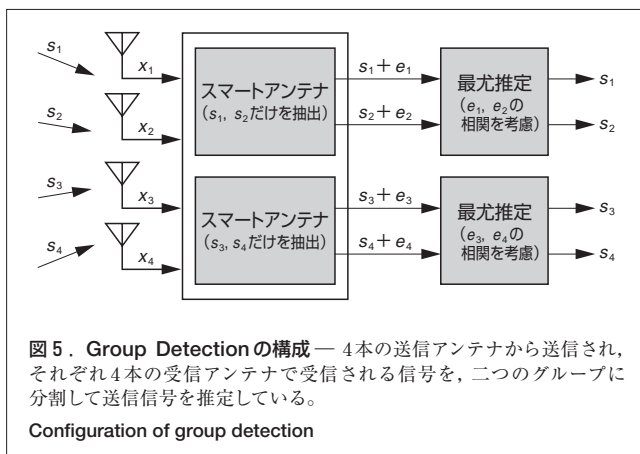 s1
x1
スマートアンテナ
(s1, s2だけを抽出)
s1+e1
s2+e2
最尤推定
(e1, e2の
相関を考慮)
s1
s2
s2
x2
s3
x3
スマートアンテナ
(s3, s4だけを抽出)
s3+e3
s4+e4
最尤推定
(e3, e4の
相関を考慮)
s3
s4
s4
x4
図5. Group Detectionの構成 — 4本の送信アンテナから送信され,
それぞれ4本の受信アンテナで受信される信号を, 二つのグループに
分割して送信信号を推定している。
Configuration of group detection